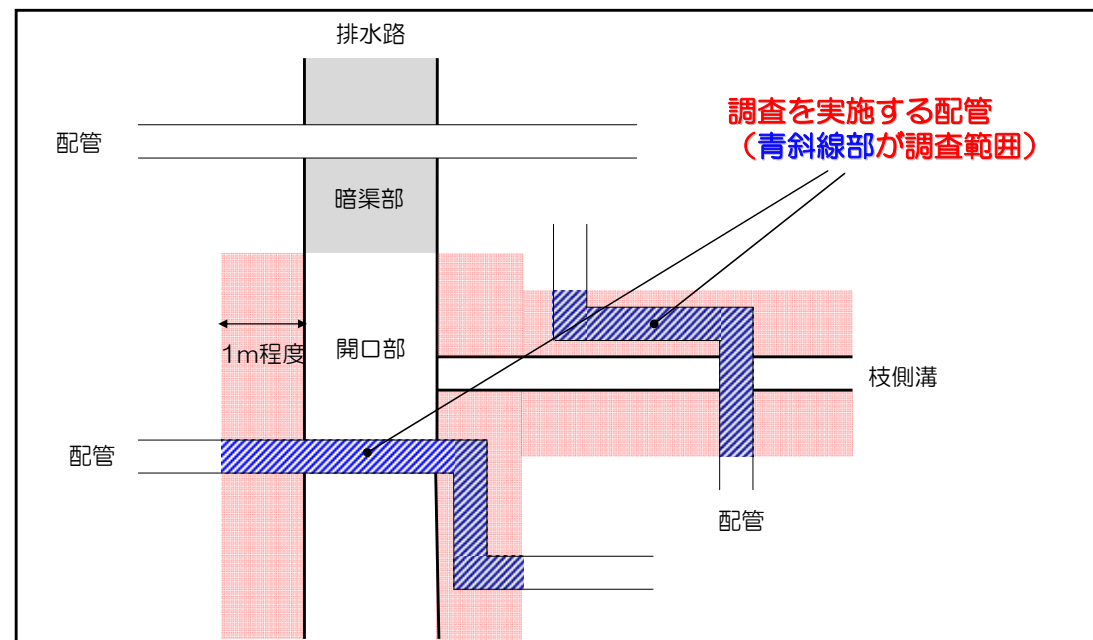 排水路
調査を実施する配管
（青斜線部が調査範囲）
配管
暗渠部
1m程度
開口部
枝側溝
配管
配管